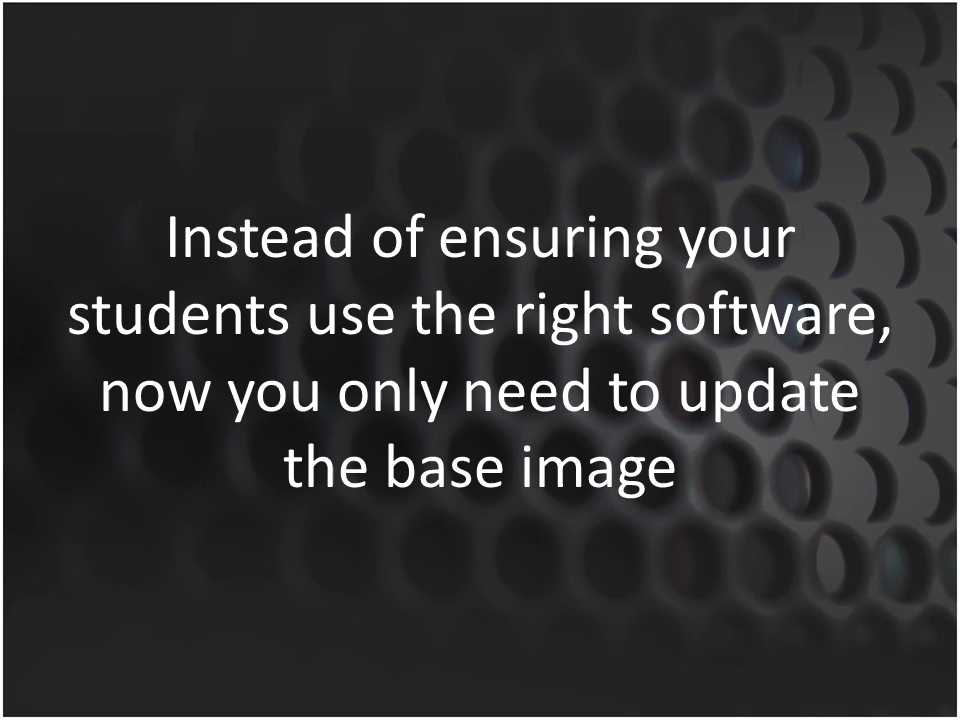 Instead of ensuring your
students use the right software,
now you only need to update
the base image